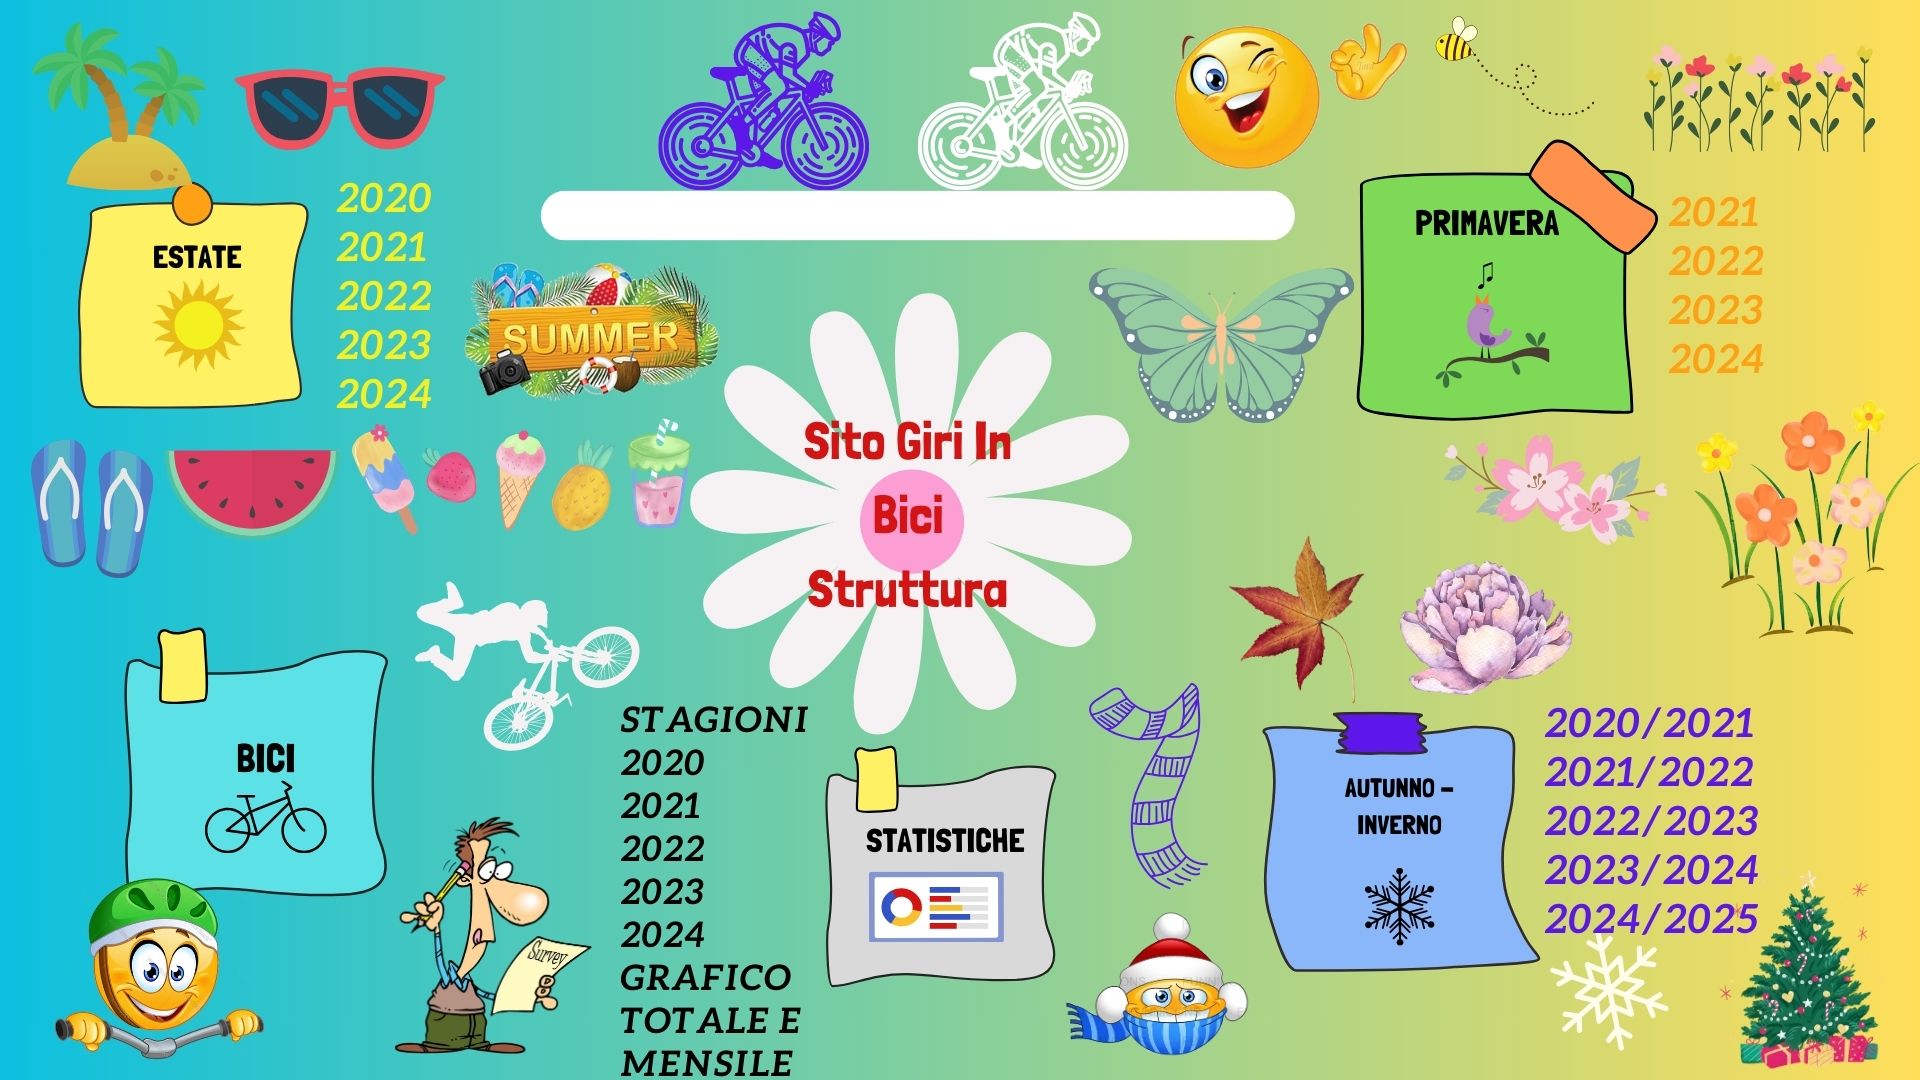 ESTATE
2020
2021
2022
2023
2024
SUMMER
PRIMAVERA
2021
2022
2023
2024
Sito Giri In
Bici
Struttura
BICI
STAGIONI
2020
2021
2022
2023
2024
GRAFICO
TOTALE E
MENSILE
Survey
STATISTICHE
AUTUNNO -
INVERNO
2020/2021
2021/2022
2022/2023
2023/2024
2024/2025